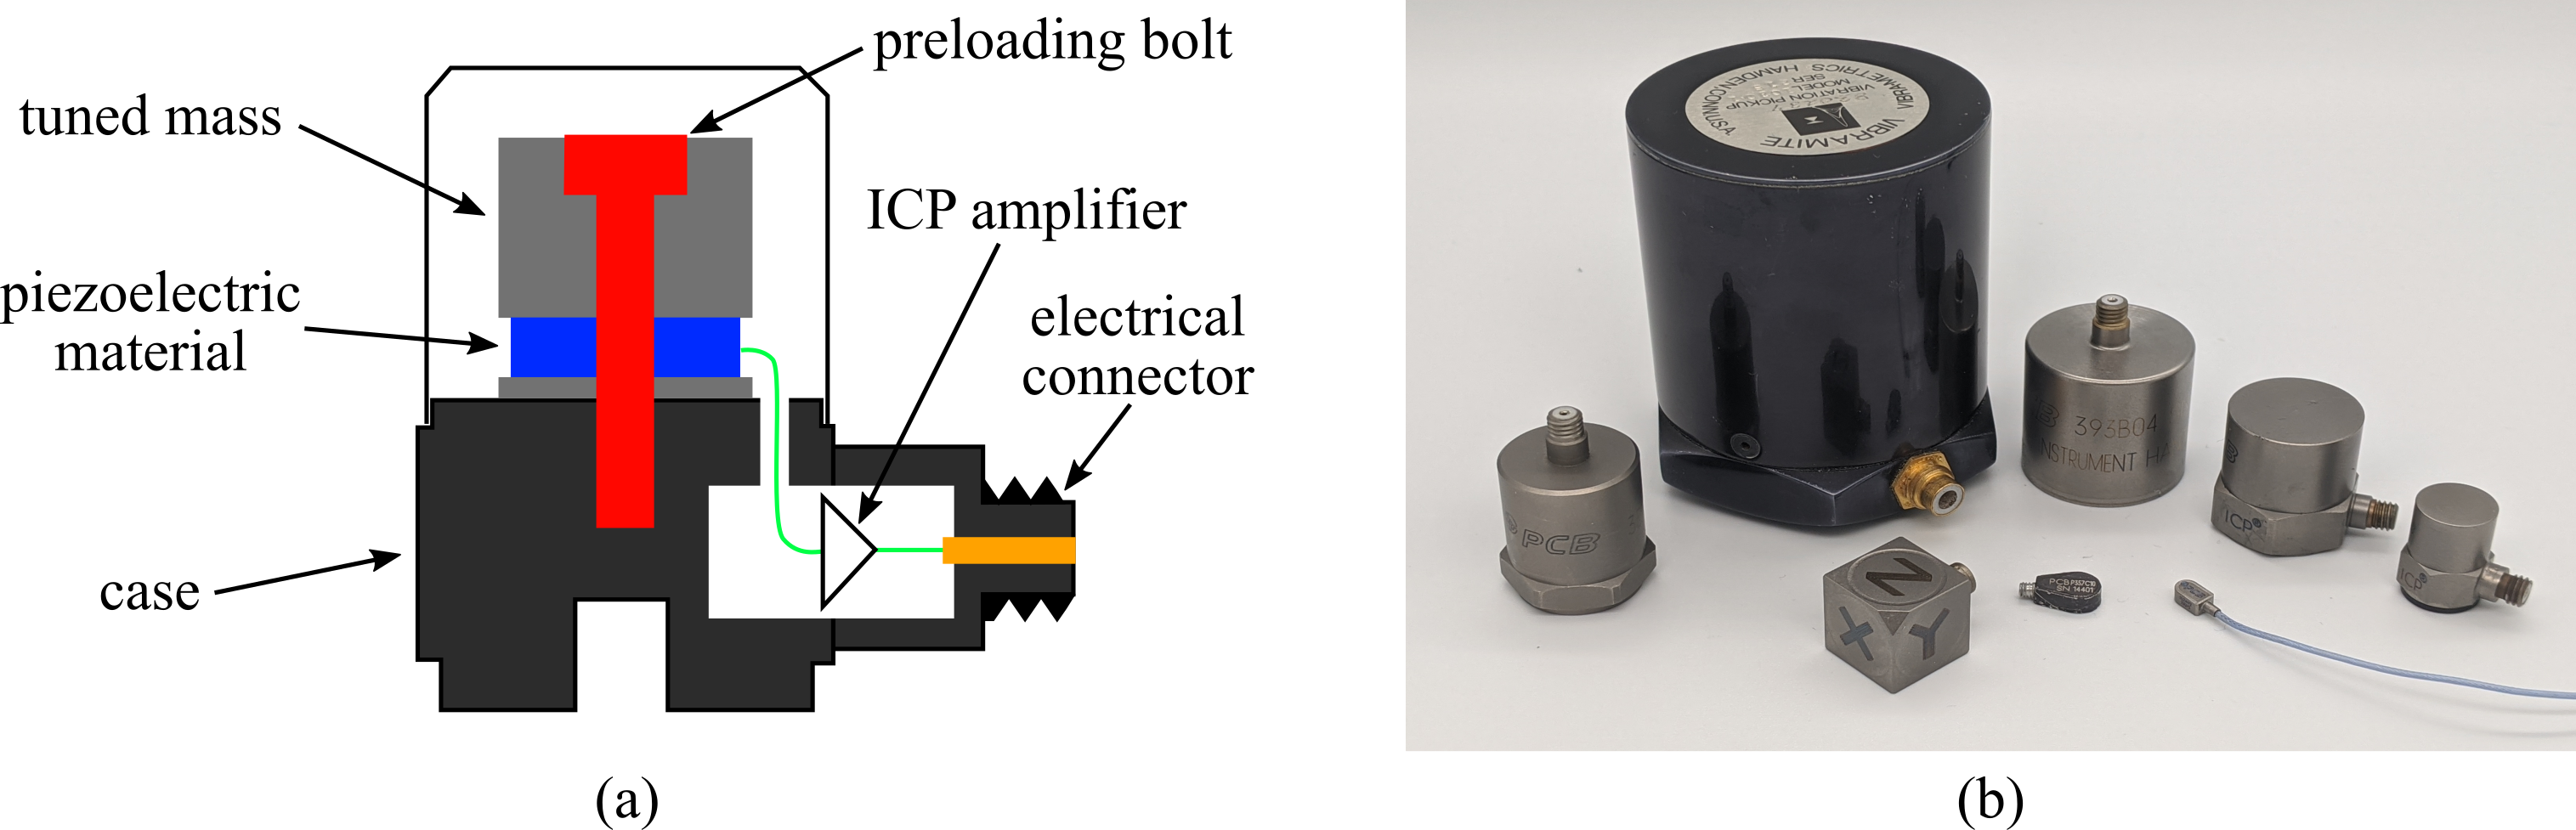 preloading bolt
tuned mass
ICP amplifier
piezoelectric
material
electrical
connector
case
(a)
VIBRAMITE
VIBRATION PICKUP
MODEL
SER
VIBRAMETRICS HAMDEN, CONN U.S.A.
393B04
INSTRUMENT
PCB
ICP®
ICP®
Z
X Y
PCB
SN 14401
(b)